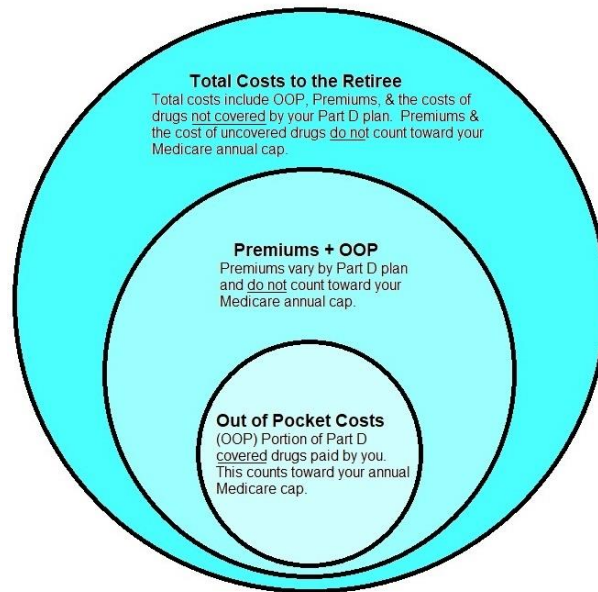 Total Costs to the Retiree
Total costs include OOP, Premiums, & the costs of
drugs not covered by your Part D plan. Premiums &
the cost of uncovered drugs do not count toward your
Medicare annual cap.
Premiums + OOP
Premiums vary by Part D plan
and do not count toward your
Medicare annual cap.
Out of Pocket Costs
(OOP) Portion of Part D
covered drugs paid by you.
This counts toward your annual
Medicare cap.